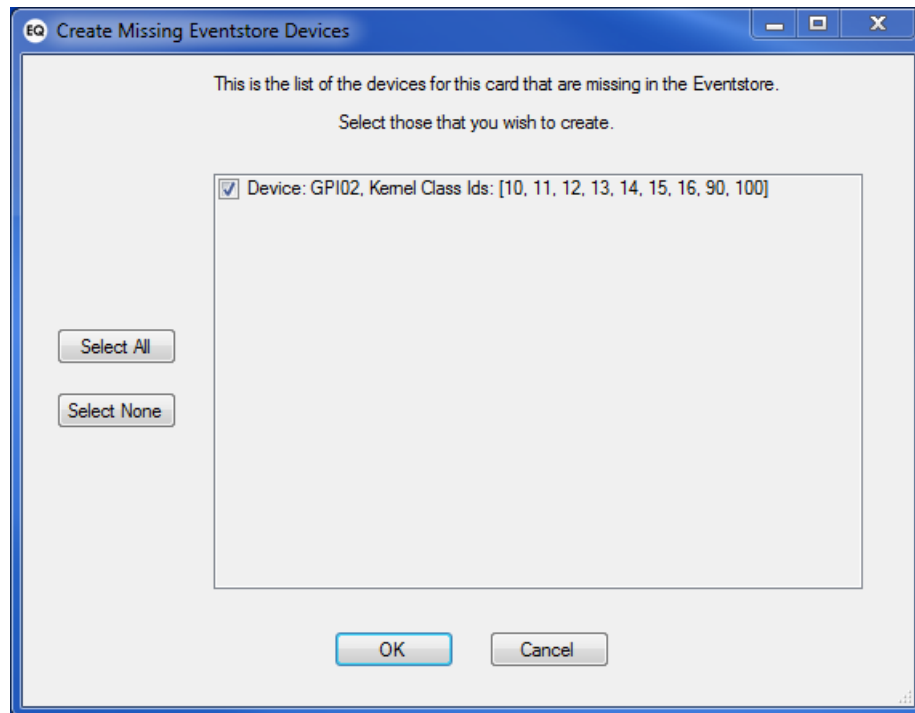 EQ Create Missing Eventstore Devices
This is the list of the devices for this card that are missing in the Eventstore.
Select those that you wish to create.
Device: GPI02, Kernel Class Ids: [10, 11, 12, 13, 14, 15, 16, 90, 100]
Select All
Select None
OK Cancel